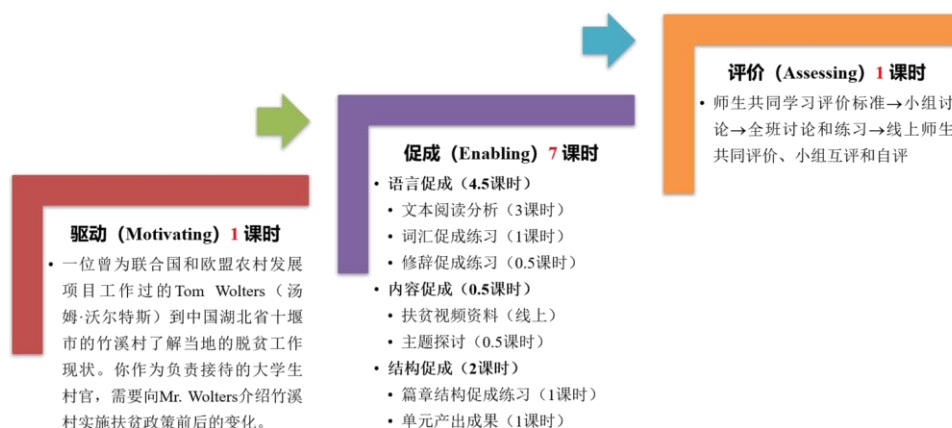 驱动（Motivating）1 课时
• 一位曾为联合国和欧盟农村发展
项目工作过的Tom Wolters（汤
姆·沃尔特斯）到中国湖北省十堰
市的竹溪村了解当地的脱贫工作
现状。你作为负责接待的大学生
村官，需要向Mr. Wolters介绍竹溪
村实施扶贫政策前后的变化。
促成（Enabling）7 课时
• 语言促成（4.5课时）
• 文本阅读分析（3课时）
• 词汇促成练习（1课时）
• 修辞促成练习（0.5课时）
• 内容促成（0.5课时）
• 扶贫视频资料（线上）
• 主题探讨（0.5课时）
• 结构促成（2课时）
• 篇章结构促成练习（1课时）
• 单元产出成果（1课时）
评价（Assessing）1 课时
• 师生共同学习评价标准→小组讨
论→全班讨论和练习→线上师生
共同评价、小组互评和自评